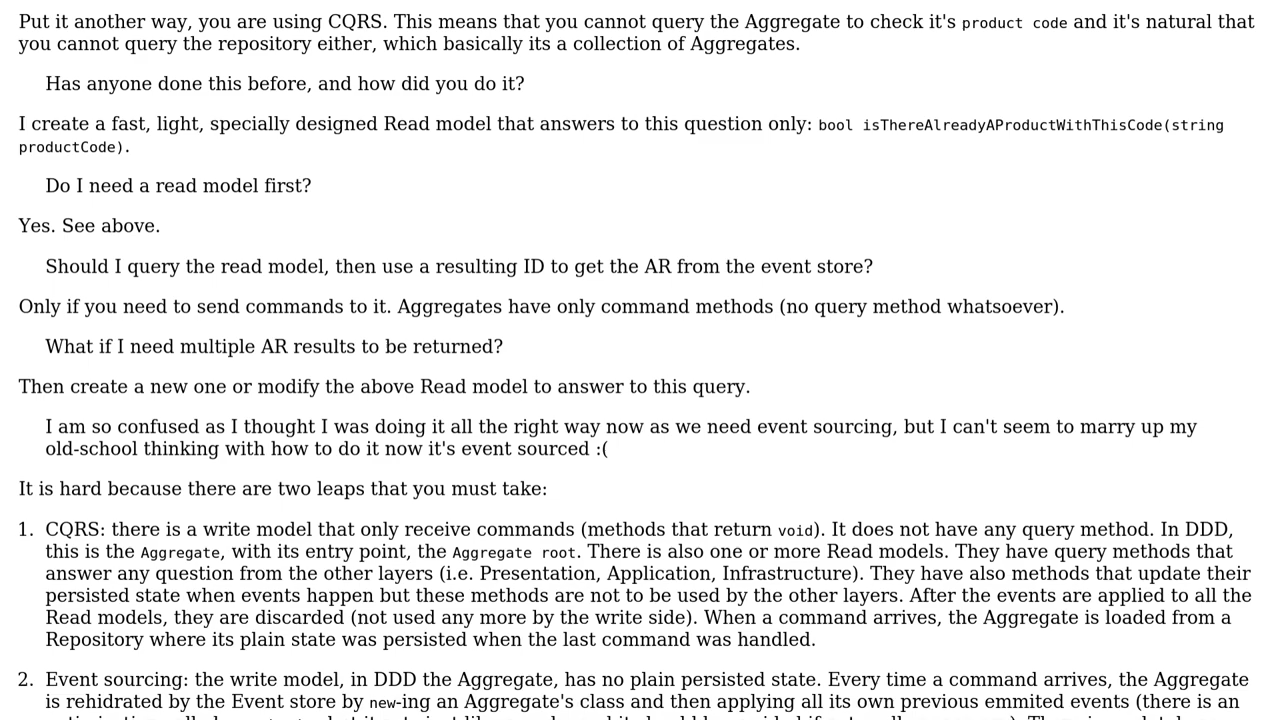 Put it another way, you are using CQRS. This means that you cannot query the Aggregate to check it's product code and it's natural that
you cannot query the repository either, which basically its a collection of Aggregates.
Has anyone done this before, and how did you do it?
I create a fast, light, specially designed Read model that answers to this question only: bool isThereAlreadyAProductWithThisCode(string
productCode).
Do I need a read model first?
Yes. See above.
Should I query the read model, then use a resulting ID to get the AR from the event store?
Only if you need to send commands to it. Aggregates have only command methods (no query method whatsoever).
What if I need multiple AR results to be returned?
Then create a new one or modify the above Read model to answer to this query.
I am so confused as I thought I was doing it all the right way now as we need event sourcing, but I can't seem to marry up my
old-school thinking with how to do it now it's event sourced :(
It is hard because there are two leaps that you must take:
1. CQRS: there is a write model that only receive commands (methods that return void). It does not have any query method. In DDD,
this is the Aggregate, with its entry point, the Aggregate root. There is also one or more Read models. They have query methods that
answer any question from the other layers (i.e. Presentation, Application, Infrastructure). They have also methods that update their
persisted state when events happen but these methods are not to be used by the other layers. After the events are applied to all the
Read models, they are discarded (not used any more by the write side). When a command arrives, the Aggregate is loaded from a
Repository where its plain state was persisted when the last command was handled.
2. Event sourcing: the write model, in DDD the Aggregate, has no plain persisted state. Every time a command arrives, the Aggregate
is rehidrated by the Event store by new-ing an Aggregate's class and then applying all its own previous emmited events (there is an